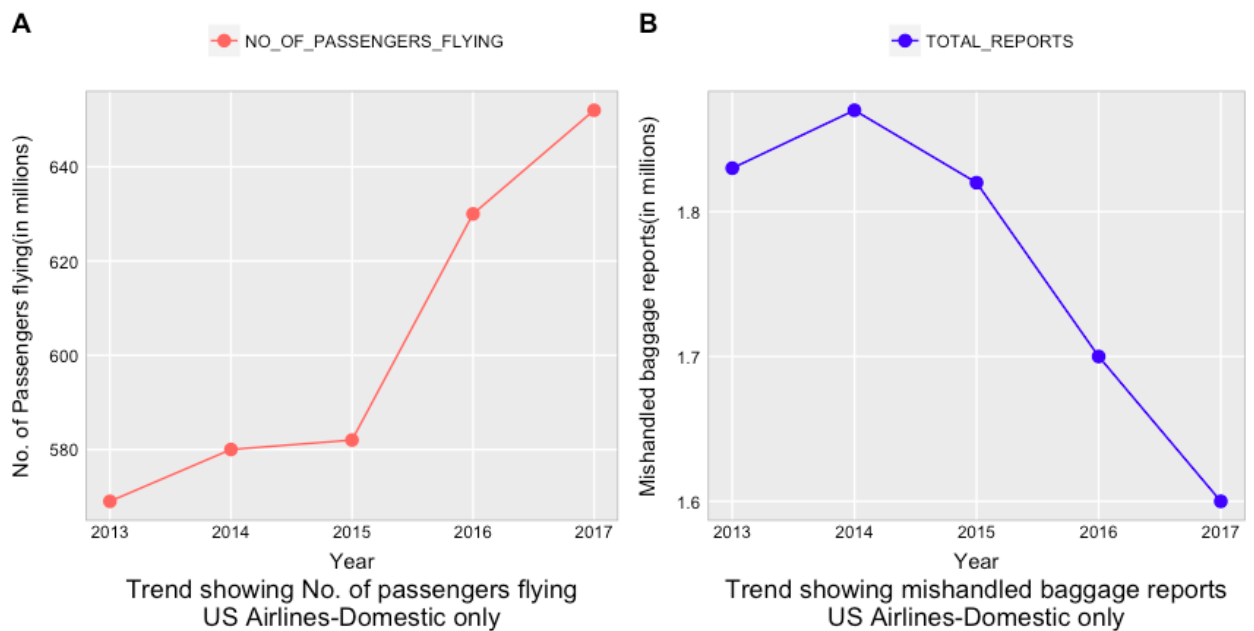 A
NO_OF_PASSENGERS_FLYING
No. of Passengers flying(in millions)
640
620
600
580
2013 2014 2015 2016 2017
Year
Trend showing No. of passengers flying
US Airlines-Domestic only
B
TOTAL_REPORTS
Mishandled baggage reports(in millions)
1.8
1.7
1.6
2013 2014 2015 2016 2017
Year
Trend showing mishandled baggage reports
US Airlines-Domestic only